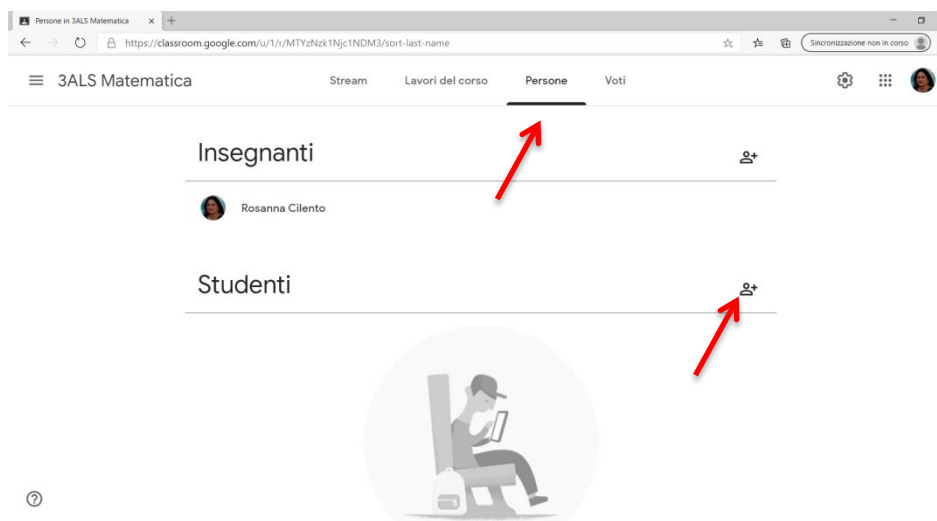 Persone in 3ALS Matematica
https://classroom.google.com/u/1/r/MTYzNzk1Njc1NDM3/sort-last-name
Sincronizzazione non in corso
3ALS Matematica Stream Lavori del corso Persone Voti
Insegnanti
Rosanna Cilento
Studenti